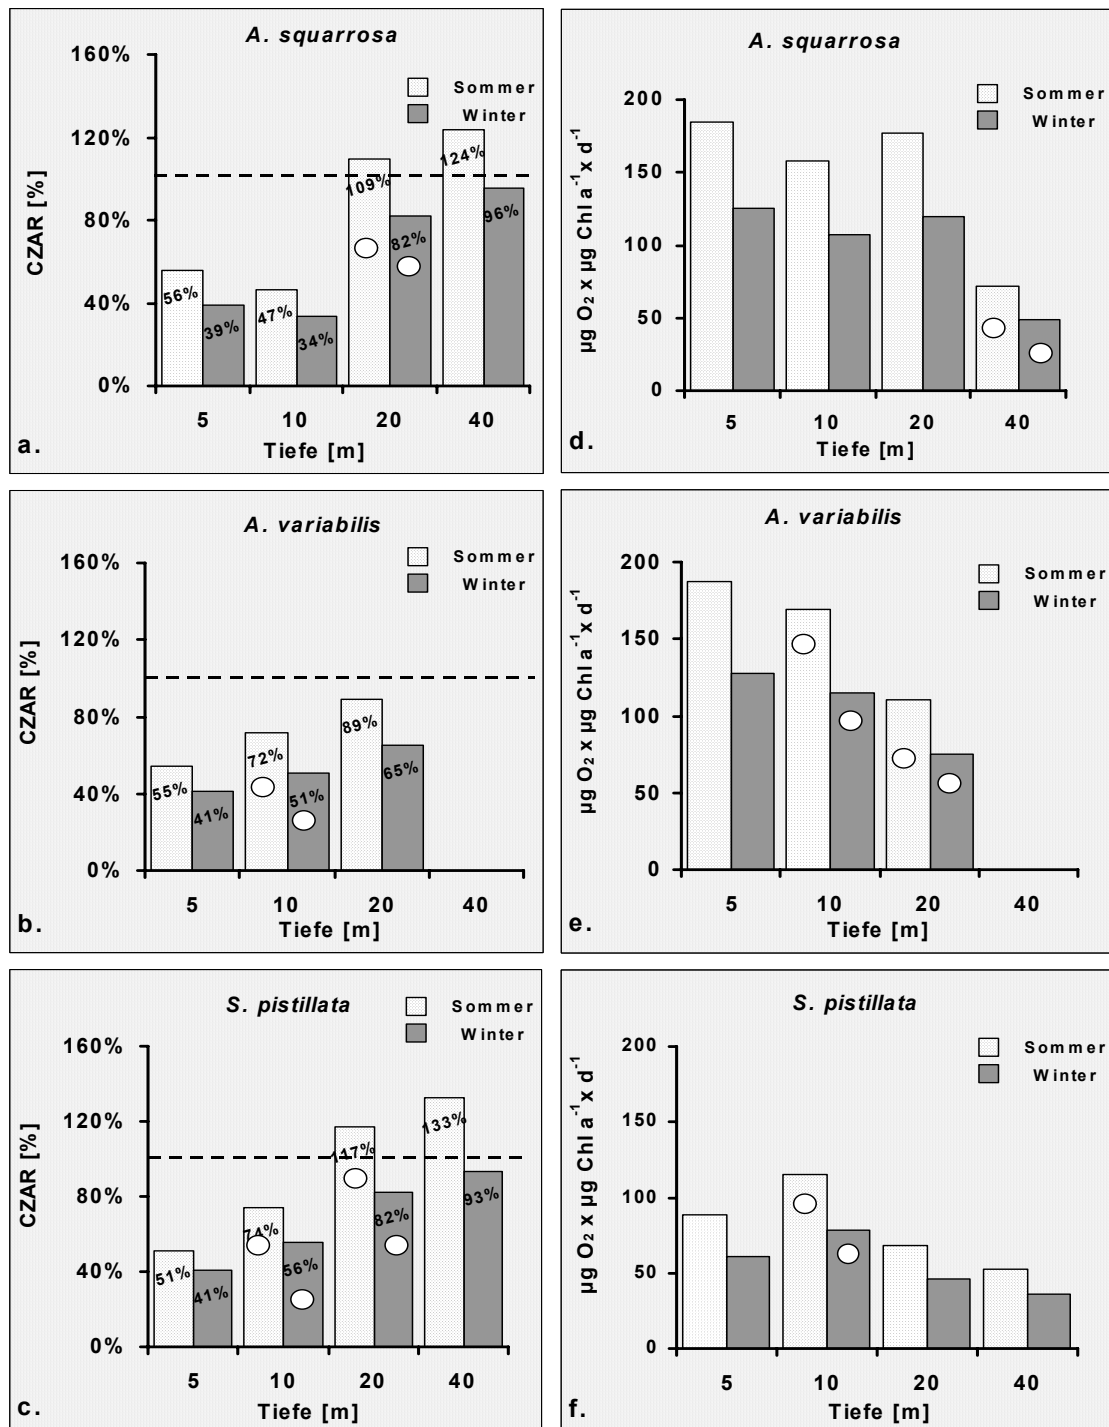 A. squarrosa
160%
120%
80%
40%
0%
CZAR [%]
Sommer
Winter
56%
39%
47%
34%
109%
82%
124%
96%
5 10 20 40
Tiefe [m]
a.
A. squarrosa
200
150
100
50
0
µg O₂ x µg Chl a⁻¹ x d⁻¹
Sommer
Winter
5 10 20 40
Tiefe [m]
d.
A. variabilis
160%
120%
80%
40%
0%
CZAR [%]
Sommer
Winter
55%
41%
72%
51%
89%
65%
5 10 20 40
Tiefe [m]
b.
A. variabilis
200
150
100
50
0
µg O₂ x µg Chl a⁻¹ x d⁻¹
Sommer
Winter
5 10 20 40
Tiefe [m]
e.
S. pistillata
160%
120%
80%
40%
0%
CZAR [%]
Sommer
Winter
51%
41%
74%
56%
117%
82%
133%
93%
5 10 20 40
Tiefe [m]
c.
S. pistillata
200
150
100
50
0
µg O₂ x µg Chl a⁻¹ x d⁻¹
Sommer
Winter
5 10 20 40
Tiefe [m]
f.